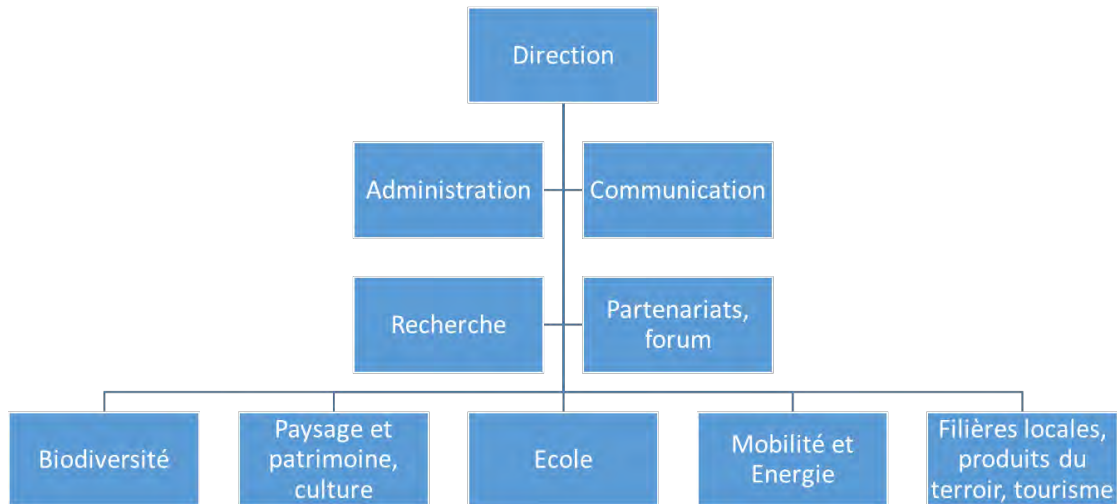 Direction
Administration
Communication
Recherche
Partenariats,
forum
Biodiversité
Paysage et
patrimoine,
culture
Ecole
Mobilité et
Energie
Filières locales,
produits du
terroir, tourisme